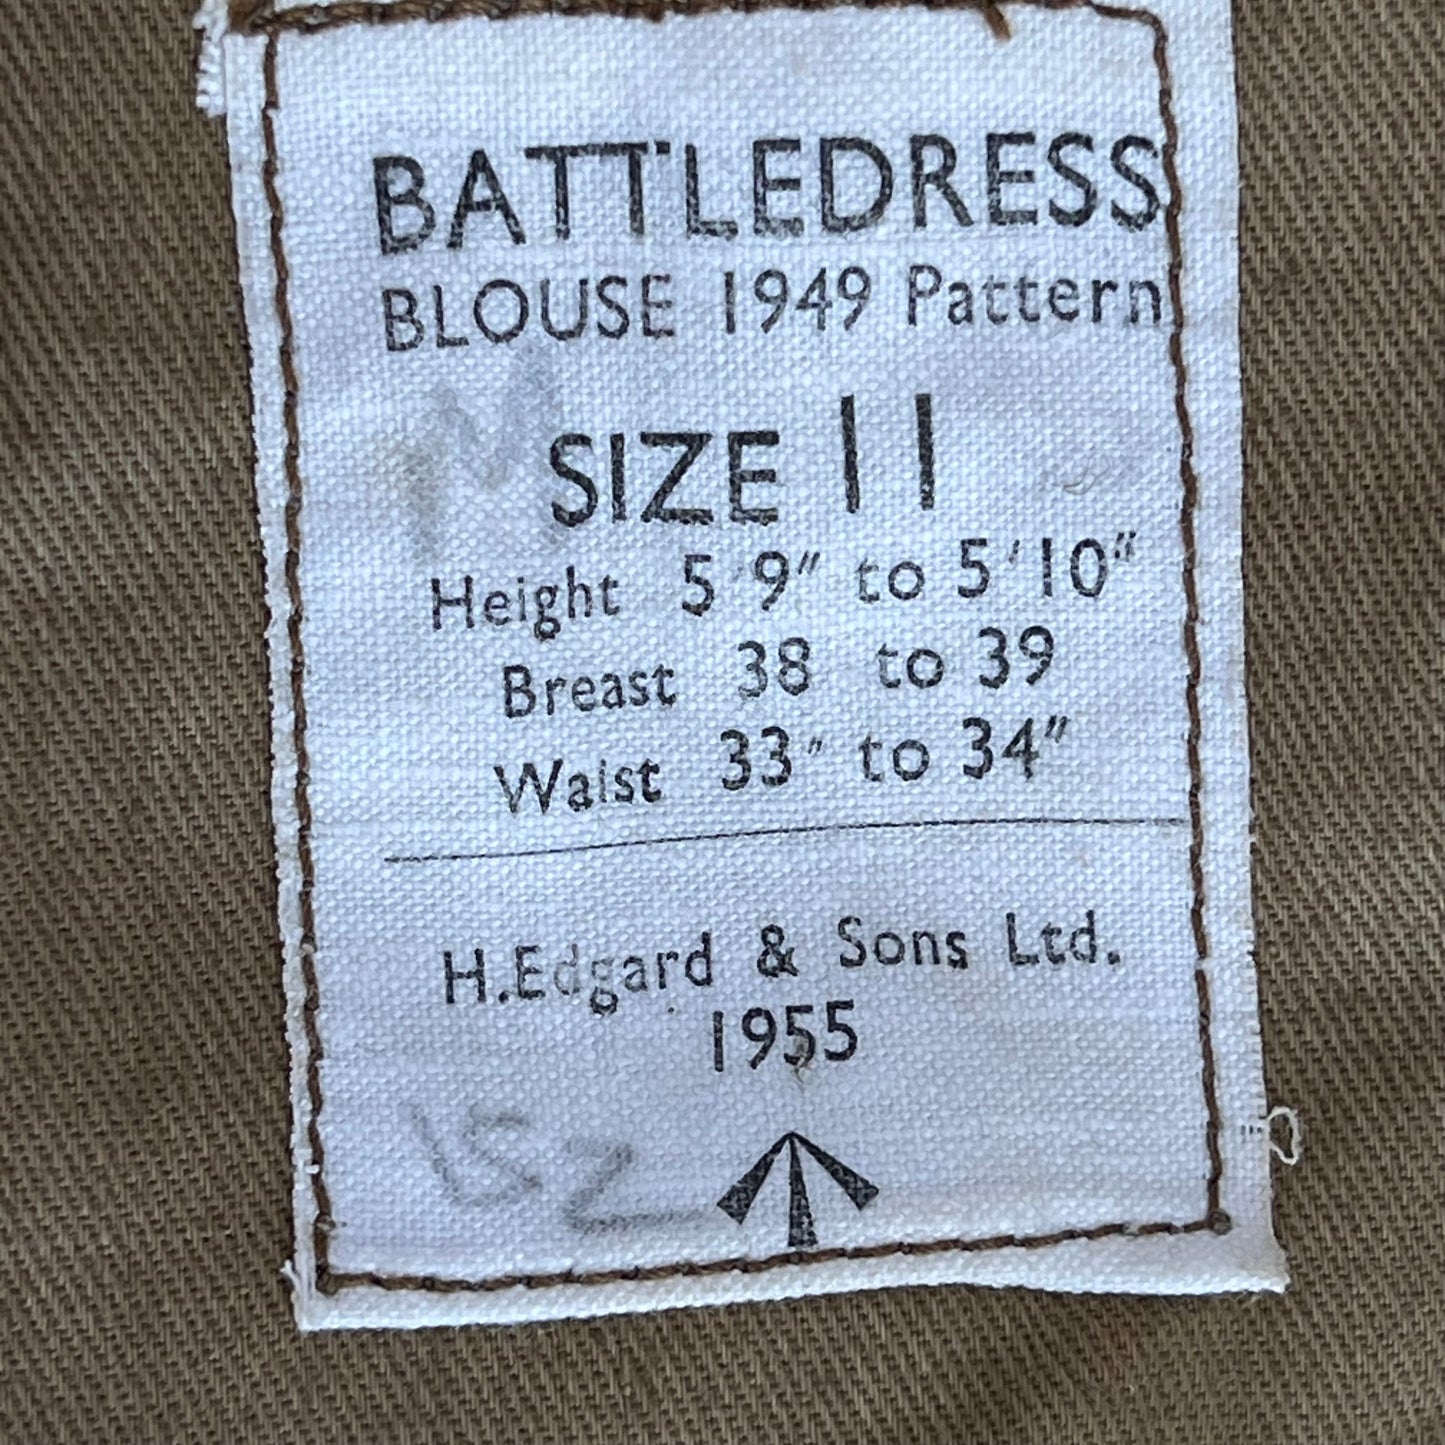 BATTLEDRESS
BLOUSE 1949 Pattern
SIZE 11
Height 5'9" to 5'10"
Breast 38 to 39
Waist 33" to 34"
H.Edgard & Sons Ltd.
1955